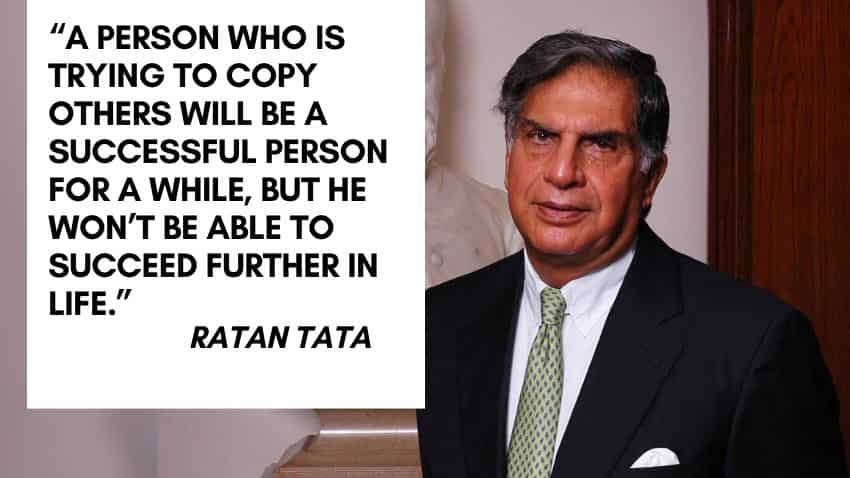 “A PERSON WHO IS
TRYING TO COPY
OTHERS WILL BE A
SUCCESSFUL PERSON
FOR A WHILE, BUT HE
WON’T BE ABLE TO
SUCCEED FURTHER IN
LIFE.”
RATAN TATA